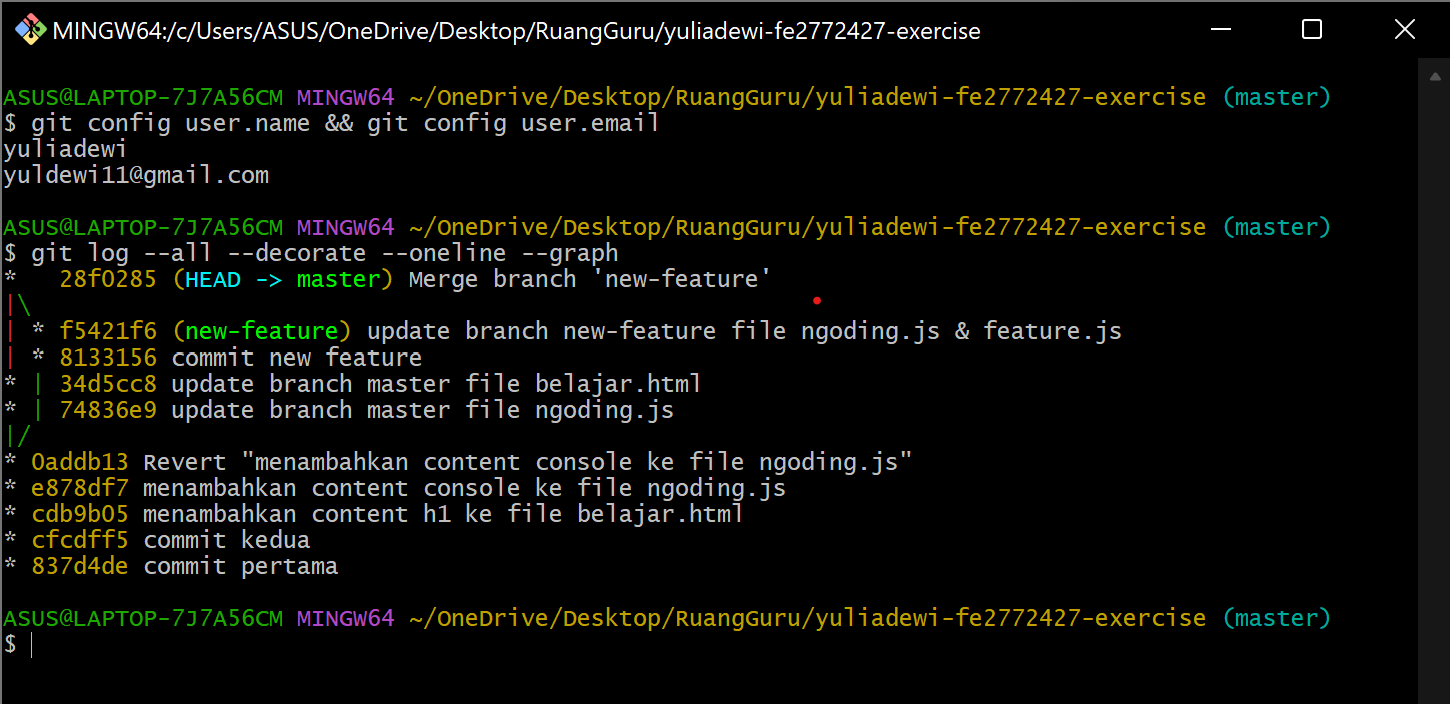 MINGW64:/c/Users/ASUS/OneDrive/Desktop/RuangGuru/yuliadewi-fe2772427-exercise
ASUS@LAPTOP-7J7A56CM MINGW64 ~/OneDrive/Desktop/RuangGuru/yuliadewi-fe2772427-exercise (master)
$ git config user.name && git config user.email
yuliadewi
yuldewi11@gmail.com
ASUS@LAPTOP-7J7A56CM MINGW64 ~/OneDrive/Desktop/RuangGuru/yuliadewi-fe2772427-exercise (master)
$ git log --all --decorate --oneline --graph
*   28f0285 (HEAD -> master) Merge branch 'new-feature'
|\
| * f5421f6 (new-feature) update branch new-feature file ngoding.js & feature.js
| * 8133156 commit new feature
* | 34d5cc8 update branch master file belajar.html
* | 74836e9 update branch master file ngoding.js
|/
* 0addb13 Revert "menambahkan content console ke file ngoding.js"
* e878df7 menambahkan content console ke file ngoding.js
* cdb9b05 menambahkan content h1 ke file belajar.html
* cfcdff5 commit kedua
* 837d4de commit pertama
ASUS@LAPTOP-7J7A56CM MINGW64 ~/OneDrive/Desktop/RuangGuru/yuliadewi-fe2772427-exercise (master)
$